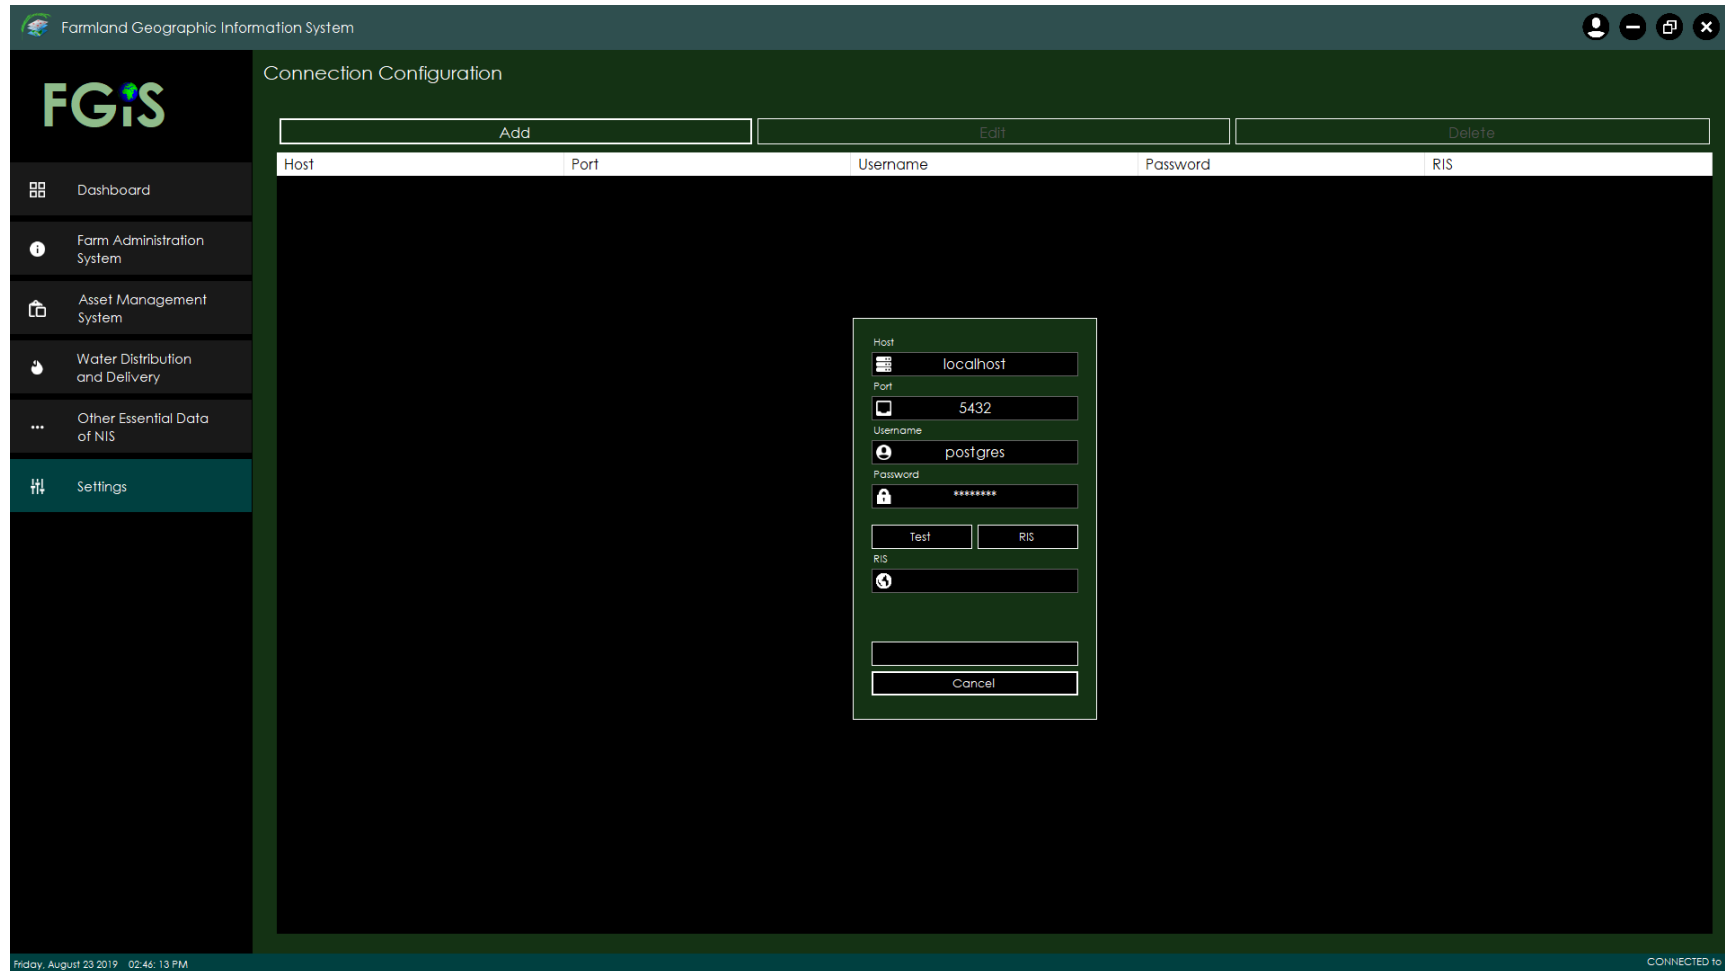 Farmland Geographic Information System
FGiS
Connection Configuration
Add
Edit
Delete
Host
Port
Username
Password
RIS
Dashboard
Farm Administration
System
Asset Management
System
Water Distribution
and Delivery
Other Essential Data
of NIS
Settings
Host
localhost
Port
5432
Username
postgres
Password
********
Test
RIS
RIS
Cancel
Friday, August 23 2019 02:46: 13 PM
CONNECTED to